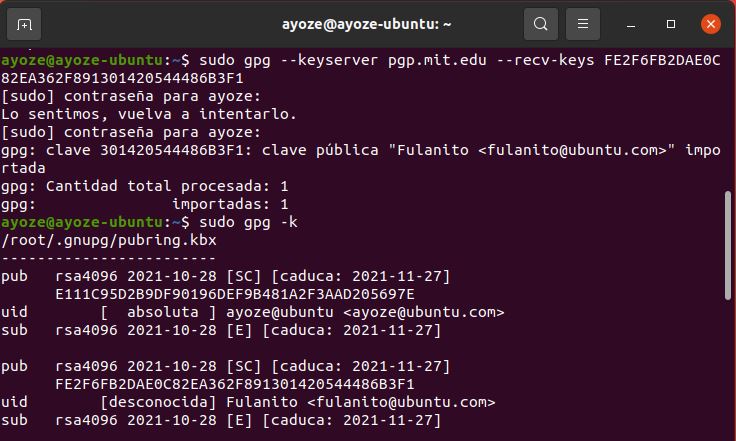 ayoze@ayoze-ubuntu: ~
ayoze@ayoze-ubuntu:~$ sudo gpg --keyserver pgp.mit.edu --recv-keys FE2F6FB2DAE0C
82EA362F891301420544486B3F1
[sudo] contraseña para ayoze:
Lo sentimos, vuelva a intentarlo.
[sudo] contraseña para ayoze:
gpg: clave 301420544486B3F1: clave pública "Fulanito <fulanito@ubuntu.com>" impo
rtada
gpg: Cantidad total procesada: 1
gpg:               importadas: 1
ayoze@ayoze-ubuntu:~$ sudo gpg -k
/root/.gnupg/pubring.kbx
------------------------
pub   rsa4096 2021-10-28 [SC] [caduca: 2021-11-27]
      E111C95D2B9DF90196DEF9B481A2F3AAD205697E
uid        [  absoluta ] ayoze@ubuntu <ayoze@ubuntu.com>
sub   rsa4096 2021-10-28 [E] [caduca: 2021-11-27]
pub   rsa4096 2021-10-28 [SC] [caduca: 2021-11-27]
      FE2F6FB2DAE0C82EA362F891301420544486B3F1
uid        [desconocida] Fulanito <fulanito@ubuntu.com>
sub   rsa4096 2021-10-28 [E] [caduca: 2021-11-27]